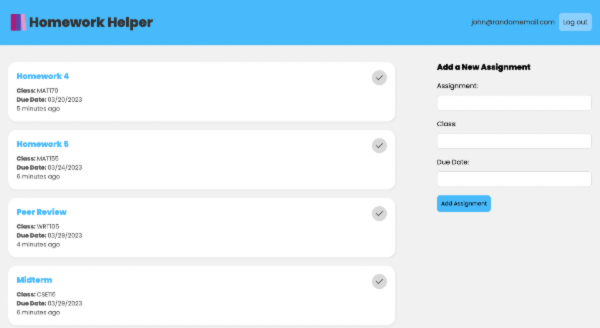 Homework Helper
john@randomemail.com
Log out
Homework 4
Class: MAT170
Due Date: 03/20/2023
5 minutes ago
Homework 5
Class: MAT155
Due Date: 03/24/2023
6 minutes ago
Peer Review
Class: WRT105
Due Date: 03/29/2023
4 minutes ago
Midterm
Class: CSE116
Due Date: 03/29/2023
6 minutes ago
Add a New Assignment
Assignment:
Class:
Due Date:
Add Assignment